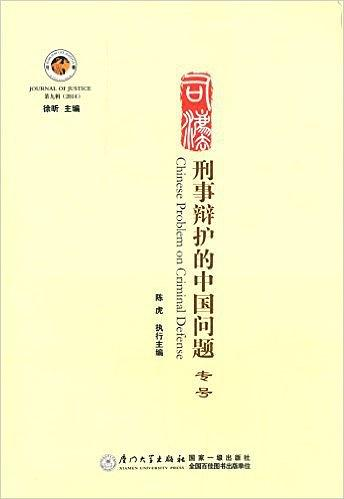 JOURNAL OF JUSTICE
第九辑(2014)
徐昕 主编
司法
刑事辩护的中国问题 专号
Chinese Problem on Criminal Defense
陈虎 执行主编
厦门大学出版社
XIAMEN UNIVERSITY PRESS
国家一级出版社
全国百佳图书出版单位